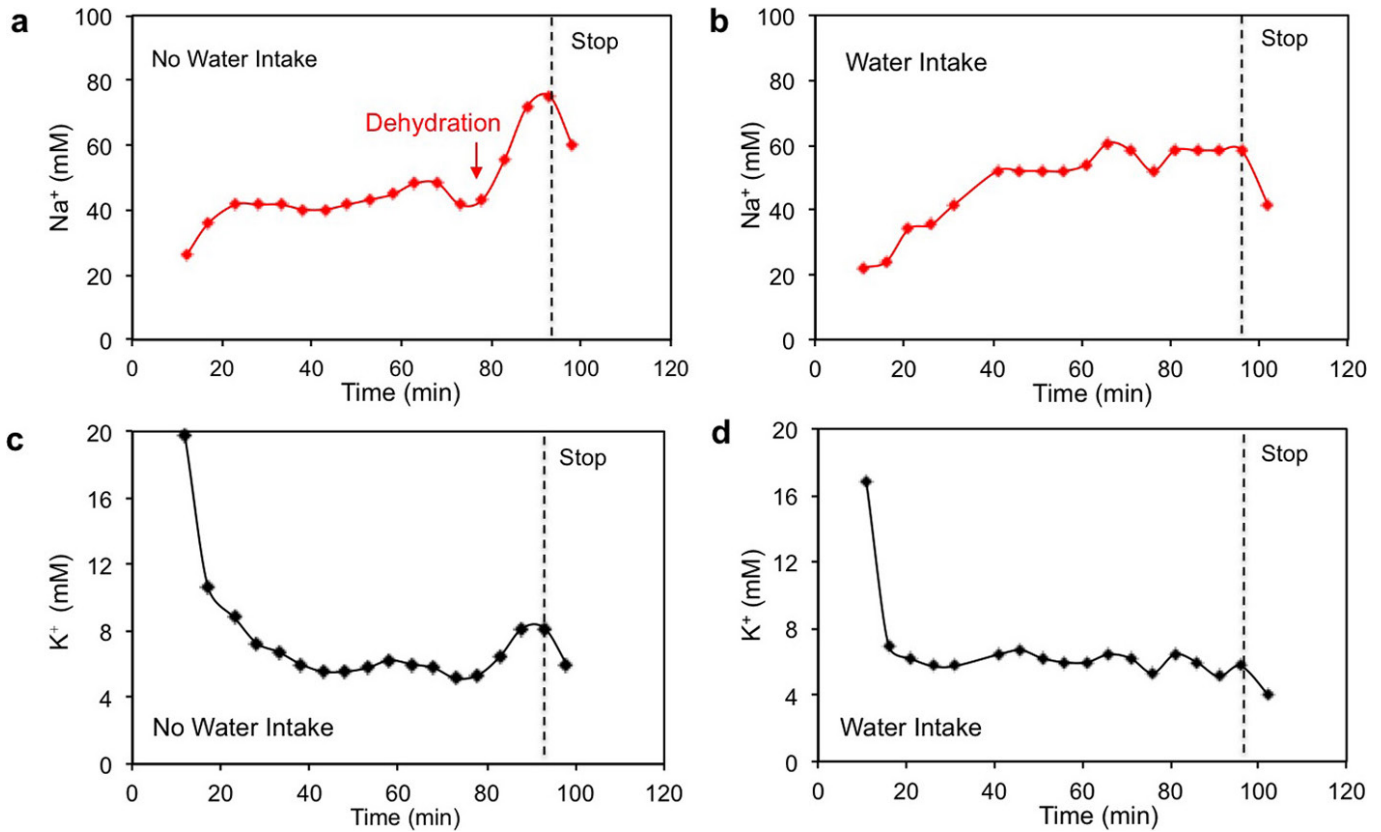 a
100
80
60
40
20
0
Na⁺ (mM)
No Water Intake
Dehydration
Stop
0 20 40 60 80 100 120
Time (min)
b
100
80
60
40
20
0
Na⁺ (mM)
Water Intake
Stop
0 20 40 60 80 100 120
Time (min)
c
20
16
12
8
4
0
K⁺ (mM)
Stop
No Water Intake
0 20 40 60 80 100 120
Time (min)
d
20
16
12
8
4
0
K⁺ (mM)
Stop
Water Intake
0 20 40 60 80 100 120
Time (min)